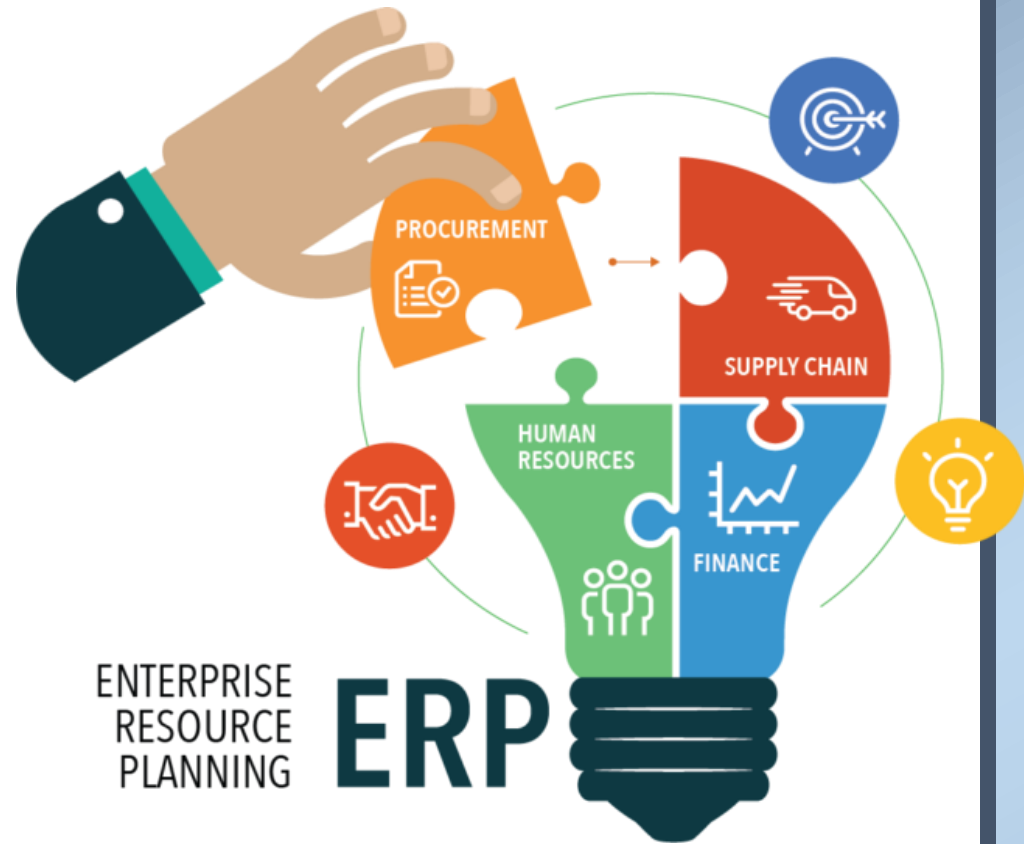 PROCUREMENT
SUPPLY CHAIN
HUMAN
RESOURCES
FINANCE
ENTERPRISE
RESOURCE
PLANNING
ERP